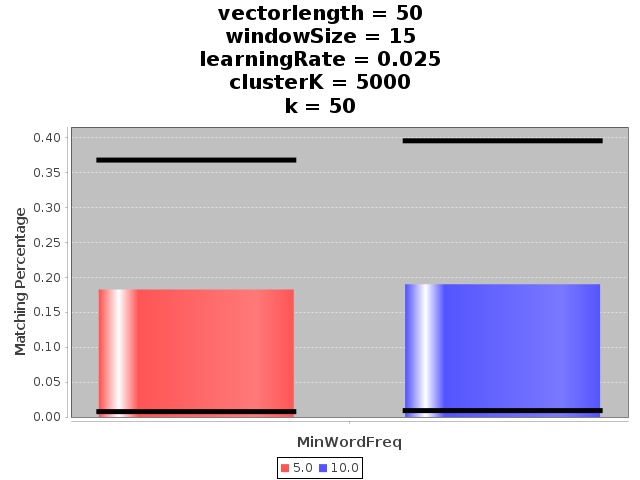 vectorlength = 50
windowSize = 15
learningRate = 0.025
clusterK = 5000
k = 50
0.40
0.35
0.30
0.25
0.20
0.15
0.10
0.05
0.00
Matching Percentage
MinWordFreq
5.0 10.0